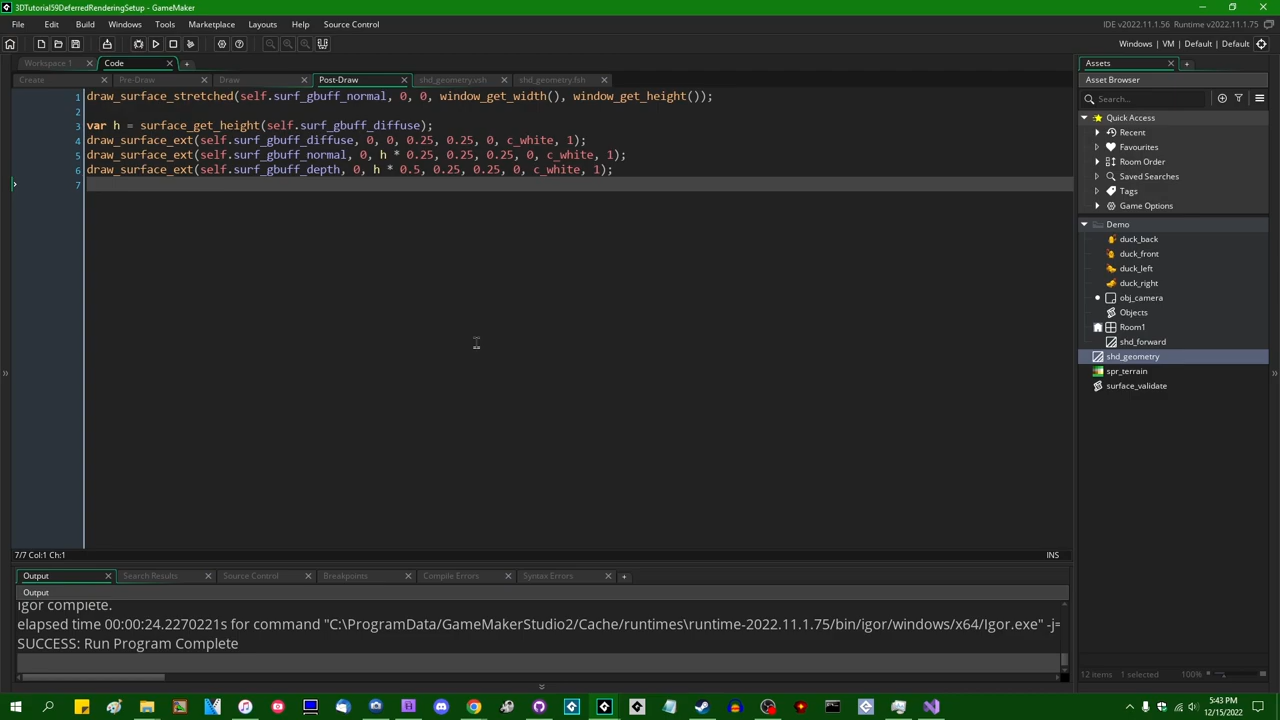 3DTutorial59DeferredRenderingSetup - GameMaker
File Edit Build Windows Tools Marketplace Layouts Help Source Control
IDE v2022.11.1.56 Runtime v2022.11.1.75
Windows | VM | Default | Default
Workspace 1 Code
Create Pre-Draw Draw Post-Draw shd_geometry.vsh shd_geometry.fsh
1 draw_surface_stretched(self.surf_gbuff_normal, 0, 0, window_get_width(), window_get_height());
2
3 var h = surface_get_height(self.surf_gbuff_diffuse);
4 draw_surface_ext(self.surf_gbuff_diffuse, 0, 0, 0.25, 0.25, 0, c_white, 1);
5 draw_surface_ext(self.surf_gbuff_normal, 0, h * 0.25, 0.25, 0.25, 0, c_white, 1);
6 draw_surface_ext(self.surf_gbuff_depth, 0, h * 0.5, 0.25, 0.25, 0, c_white, 1);
7
7/7 Col:1 Ch:1
INS
Output Search Results Source Control Breakpoints Compile Errors Syntax Errors
Output
Igor complete.
elapsed time 00:00:24.2270221s for command "C:\ProgramData/GameMakerStudio2/Cache/runtimes\runtime-2022.11.1.75/bin/igor/windows/x64/Igor.exe" -j=
SUCCESS: Run Program Complete
Assets
Asset Browser
Search...
Quick Access
Recent
Favourites
Room Order
Saved Searches
Tags
Game Options
Demo
duck_back
duck_front
duck_left
duck_right
obj_camera
Objects
Room1
shd_forward
shd_geometry
spr_terrain
surface_validate
12 items 1 selected 100%
5:43 PM
12/15/2022